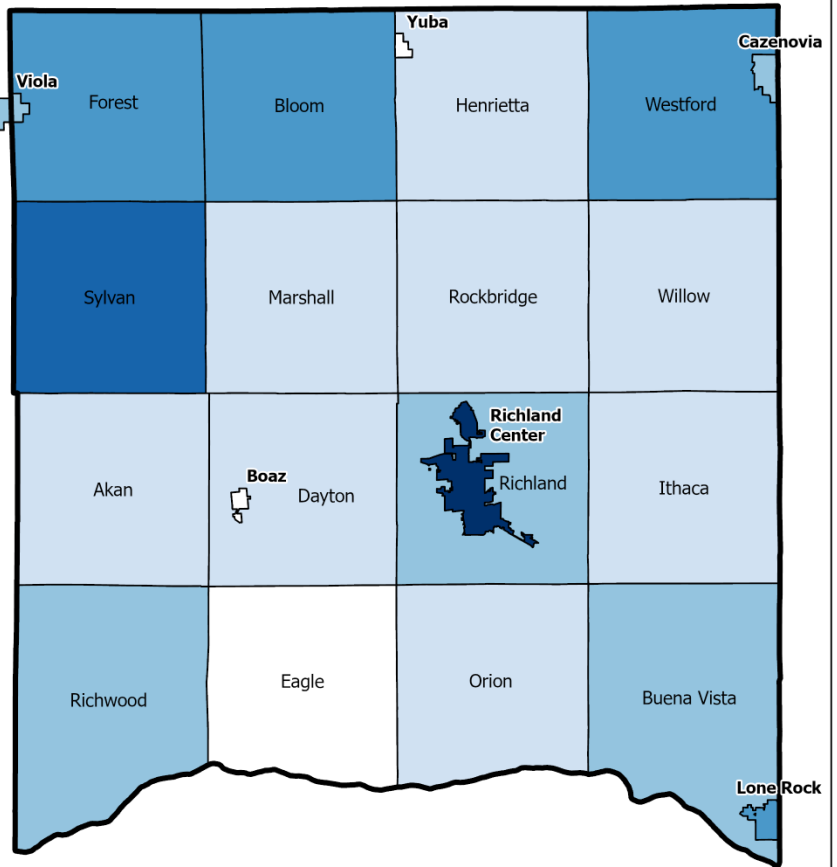 Yuba
Cazenovia
Viola
Forest
Bloom
Henrietta
Westford
Sylvan
Marshall
Rockbridge
Willow
Richland
Center
Boaz
Akan
Dayton
Richland
Ithaca
Richwood
Eagle
Orion
Buena Vista
Lone Rock